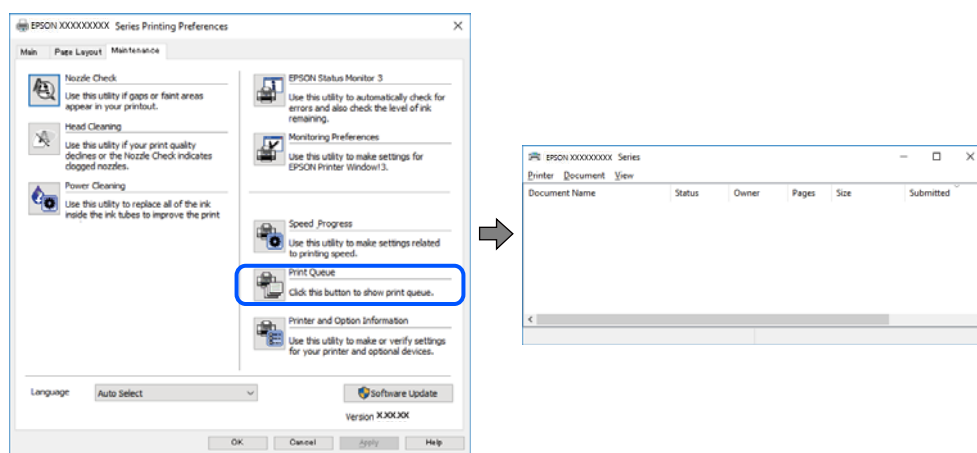 EPSON XXXXXXXXX Series Printing Preferences
Main Page Layout Maintenance
Nozzle Check
Use this utility if gaps or faint areas
appear in your printout.
Head Cleaning
Use this utility if your print quality
declines or the Nozzle Check indicates
clogged nozzles.
Power Cleaning
Use this utility to replace all of the ink
inside the ink tubes to improve the print
EPSON Status Monitor 3
Use this utility to automatically check for
errors and also check the level of ink
remaining.
Monitoring Preferences
Use this utility to make settings for
EPSON Printer Window!3.
Speed Progress
Use this utility to make settings related
to printing speed.
Print Queue
Click this button to show print queue.
Printer and Option Information
Use this utility to make or verify settings
for your printer and optional devices.
Language Auto Select Software Update
Version X.XX.XX
OK Cancel Apply Help
EPSON XXXXXXXXX Series
Printer Document View
Document Name Status Owner Pages Size Submitted